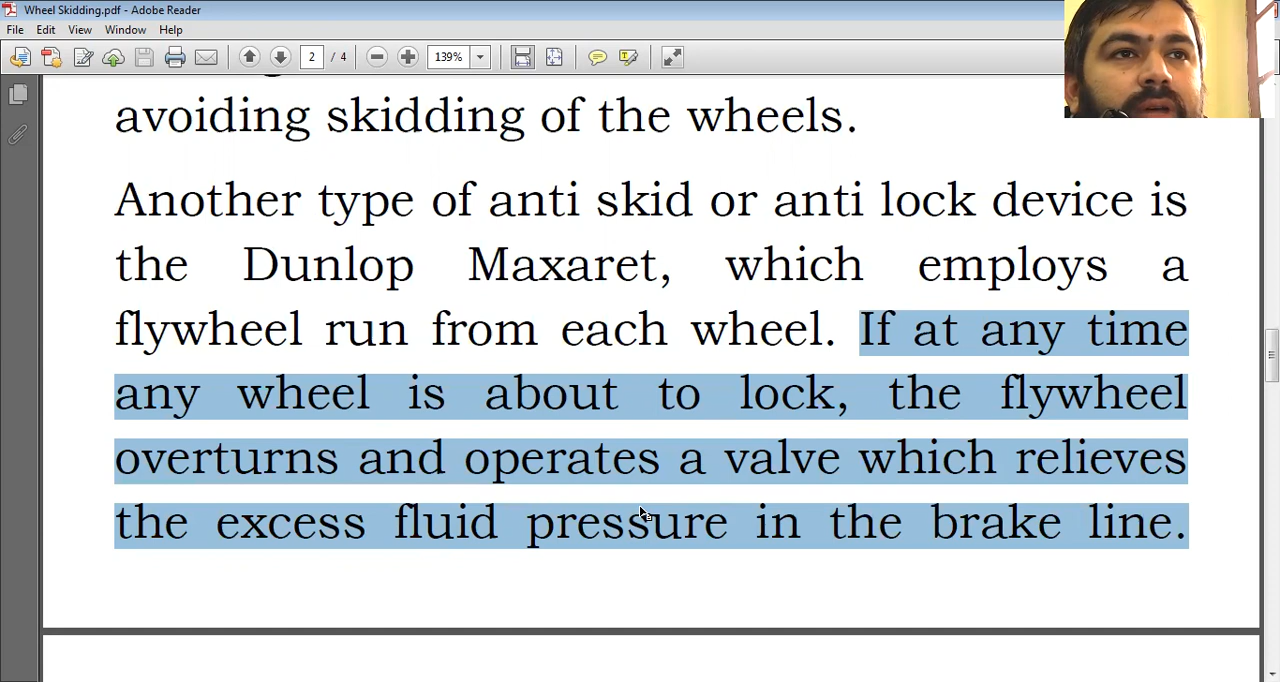 Wheel Skidding.pdf - Adobe Reader
File Edit View Window Help
2 / 4 139%
avoiding skidding of the wheels.
Another type of anti skid or anti lock device is
the Dunlop Maxaret, which employs a
flywheel run from each wheel. If at any time
any wheel is about to lock, the flywheel
overturns and operates a valve which relieves
the excess fluid pressure in the brake line.